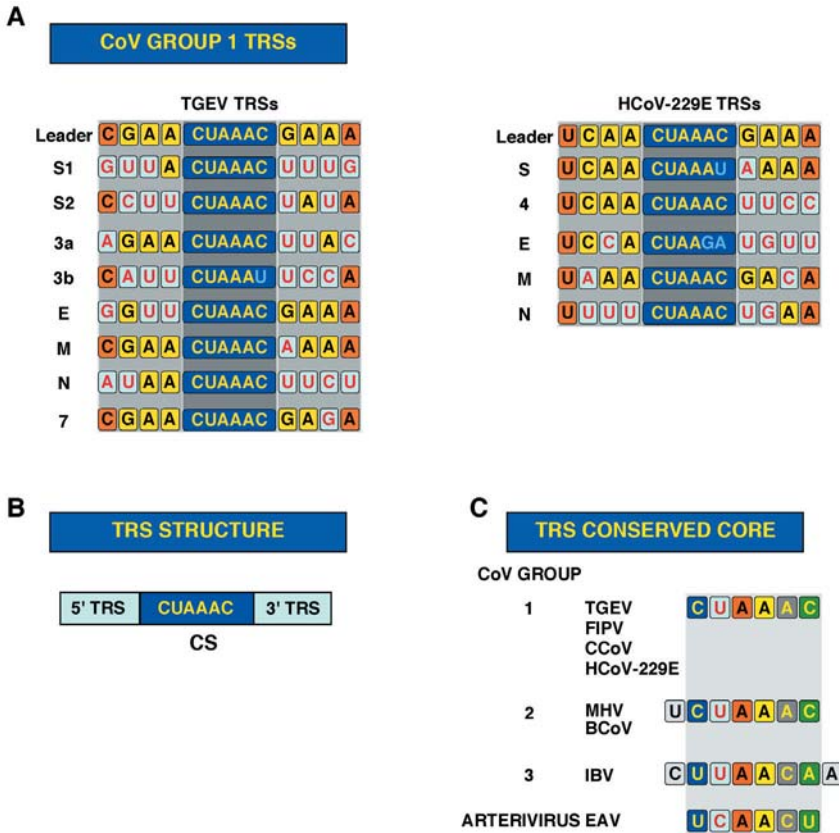 A
CoV GROUP 1 TRSs
TGEV TRSs
Leader C G A A CUAAAC G A A A
S1 G U U A CUAAAC U U U G
S2 C C U U CUAAAC U A U A
3a A G A A CUAAAC U U A C
3b C A U U CUAAAU U C C A
E G G U U CUAAAC G A A A
M C G A A CUAAAC A A A A
N A U A A CUAAAC U U C U
7 C G A A CUAAAC G A G A
HCoV-229E TRSs
Leader U C A A CUAAAC G A A A
S U C A A CUAAAU A A A A
4 U C A A CUAAAC U U C C
E U C C A CUAAGA U G U U
M U A A A CUAAAC G A C A
N U U U U CUAAAC U G A A
B
TRS STRUCTURE
5' TRS CUAAAC 3' TRS
CS
C
TRS CONSERVED CORE
CoV GROUP
1 TGEV C U A A A C
FIPV
CCoV
HCoV-229E
2 MHV U C U A A A C
BCoV
3 IBV C U U A A C A A
ARTERIVIRUS EAV U C A A C U